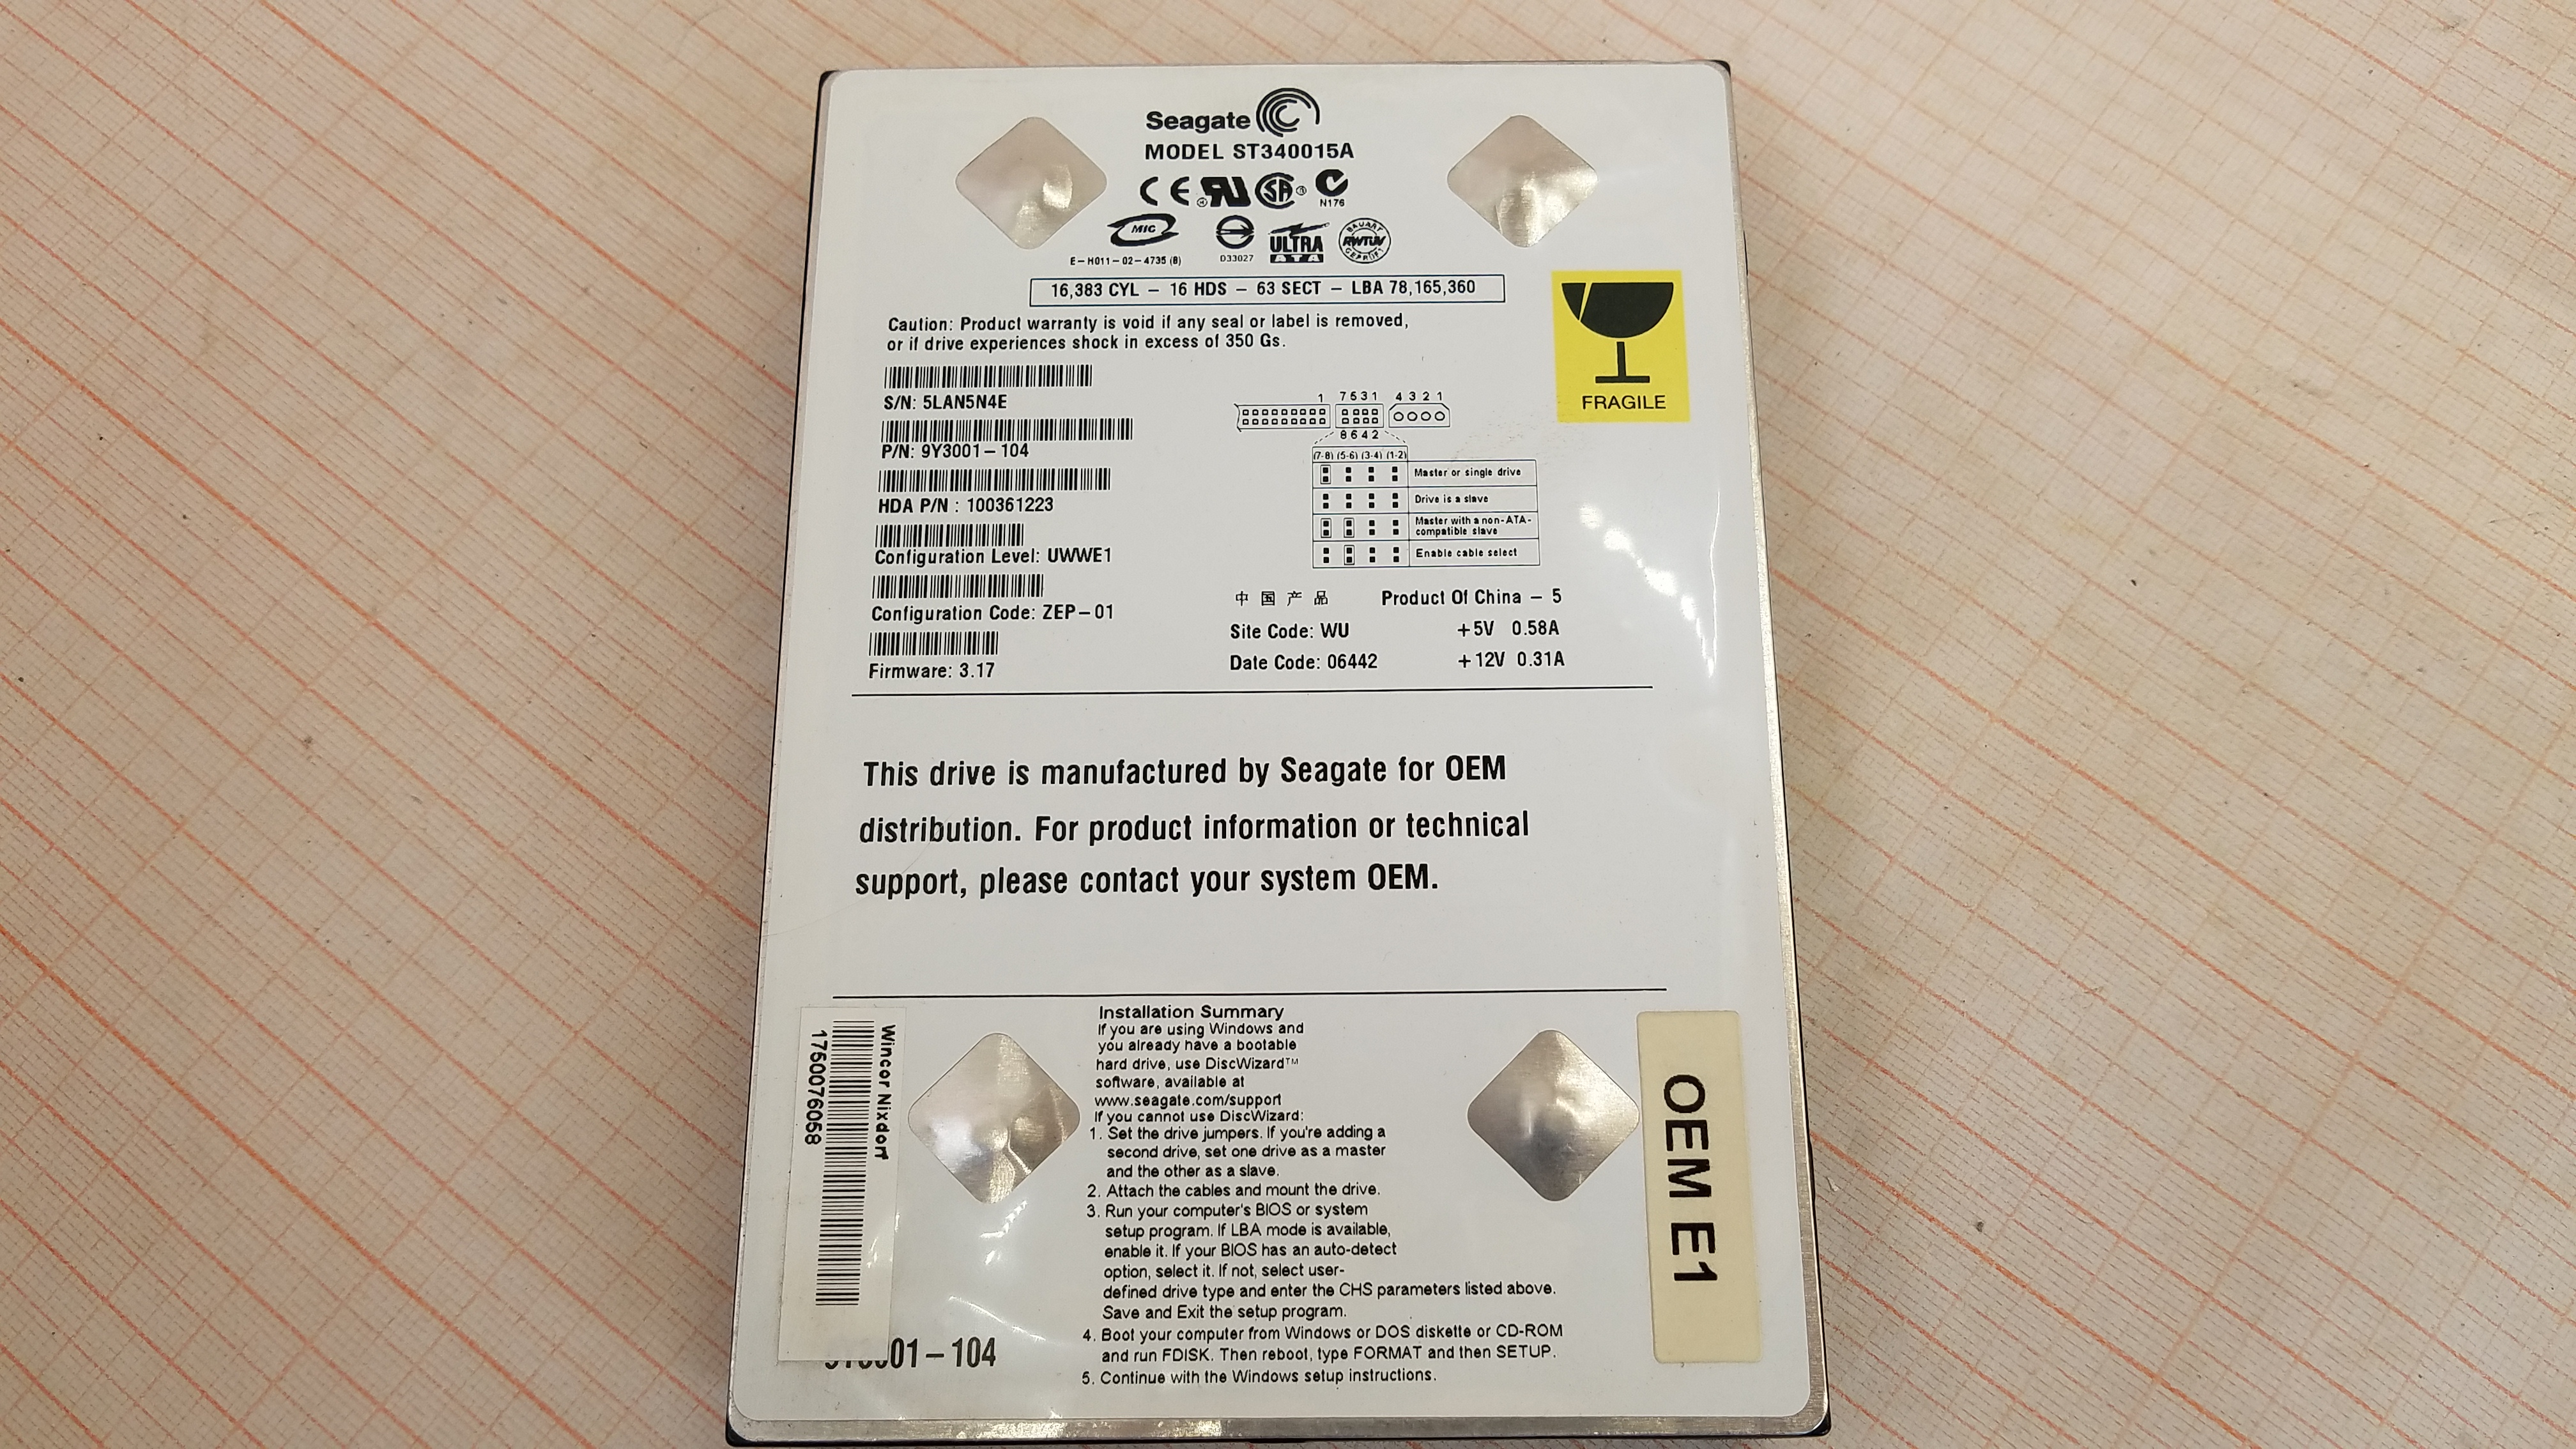 Seagate
MODEL ST340015A
CE RU SA ® N176
MIC ULTRA ATA BAUART RWTÜV GEPRÜFT
E-H011-02-4735 (B) D33027
16,383 CYL – 16 HDS – 63 SECT – LBA 78,165,360
Caution: Product warranty is void if any seal or label is removed,
or if drive experiences shock in excess of 350 Gs.
FRAGILE
S/N: 5LAN5N4E
P/N: 9Y3001-104
HDA P/N : 100361223
Configuration Level: UWWE1
Configuration Code: ZEP-01
Firmware: 3.17
1 7531 4321
8642
(7-8) (5-6) (3-4) (1-2)
Master or single drive
Drive is a slave
Master with a non-ATA-
compatible slave
Enable cable select
中国产品 Product Of China – 5
Site Code: WU +5V 0.58A
Date Code: 06442 +12V 0.31A
This drive is manufactured by Seagate for OEM
distribution. For product information or technical
support, please contact your system OEM.
Wincor Nixdorf
1750076058
Installation Summary
If you are using Windows and
you already have a bootable
hard drive, use DiscWizard™
software, available at
www.seagate.com/support
If you cannot use DiscWizard:
1. Set the drive jumpers. If you're adding a
second drive, set one drive as a master
and the other as a slave.
2. Attach the cables and mount the drive.
3. Run your computer's BIOS or system
setup program. If LBA mode is available,
enable it. If your BIOS has an auto-detect
option, select it. If not, select user-
defined drive type and enter the CHS parameters listed above.
Save and Exit the setup program.
4. Boot your computer from Windows or DOS diskette or CD-ROM
and run FDISK. Then reboot, type FORMAT and then SETUP.
5. Continue with the Windows setup instructions.
OEM E1
01-104